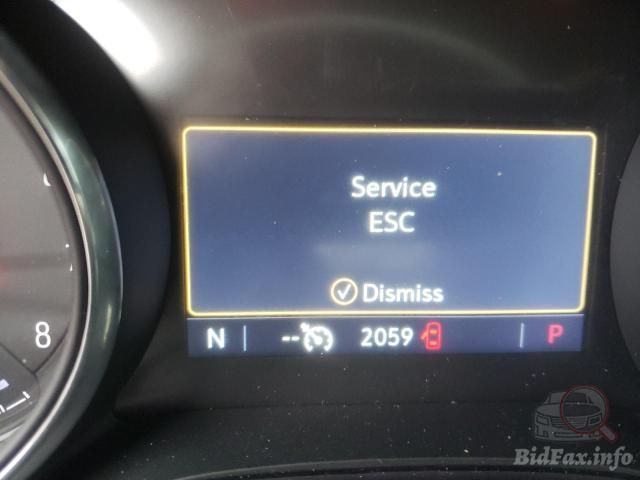 Service
ESC
Dismiss
8
N -- 2059 P
BidFax.info